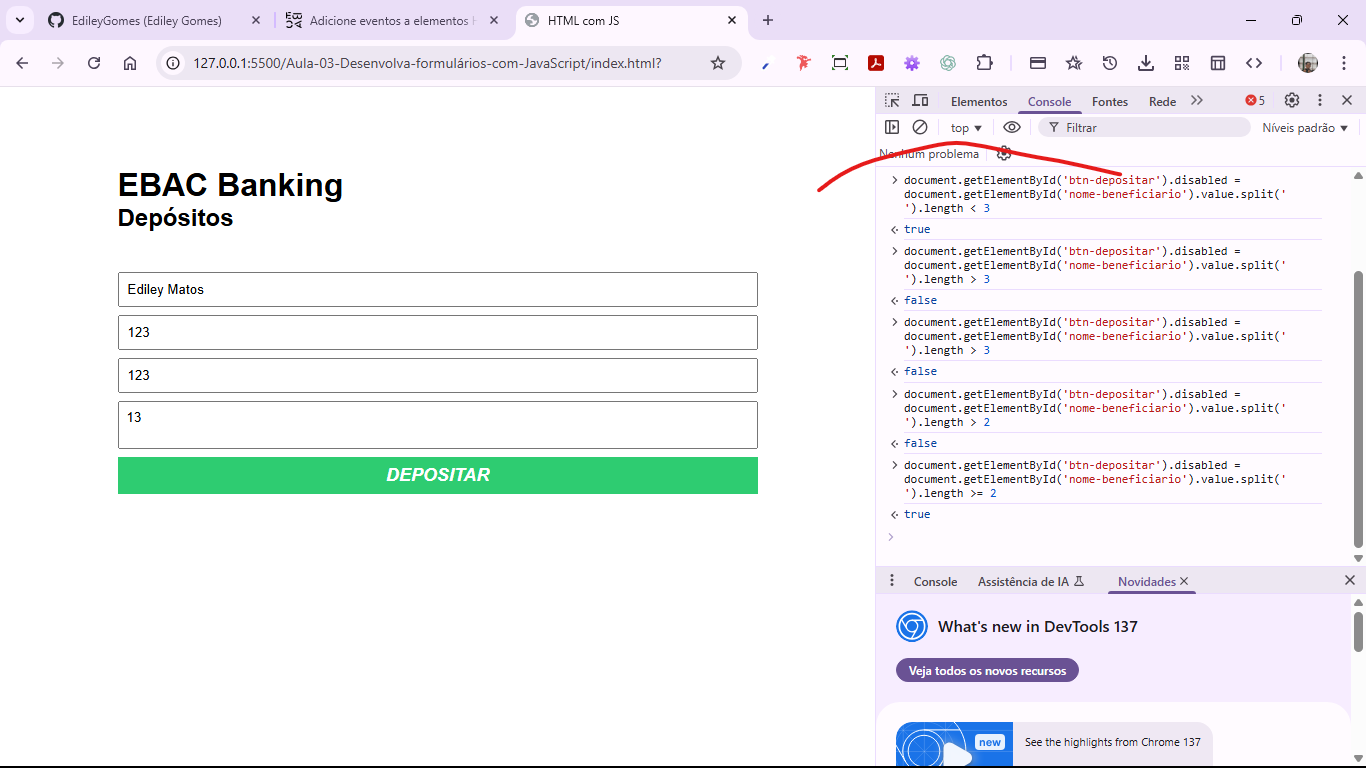 EdileyGomes (Ediley Gomes)
EBAC
Adicione eventos a elementos H
HTML com JS
127.0.0.1:5500/Aula-03-Desenvolva-formulários-com-JavaScript/index.html?
EBAC Banking
Depósitos
Ediley Matos
123
123
13
DEPOSITAR
Elementos
Console
Fontes
Rede
5
top
Filtrar
Níveis padrão
Nenhum problema
document.getElementById('btn-depositar').disabled =
document.getElementById('nome-beneficiario').value.split('
').length < 3
true
document.getElementById('btn-depositar').disabled =
document.getElementById('nome-beneficiario').value.split('
').length > 3
false
document.getElementById('btn-depositar').disabled =
document.getElementById('nome-beneficiario').value.split('
').length > 3
false
document.getElementById('btn-depositar').disabled =
document.getElementById('nome-beneficiario').value.split('
').length > 2
false
document.getElementById('btn-depositar').disabled =
document.getElementById('nome-beneficiario').value.split('
').length >= 2
true
Console
Assistência de IA
Novidades
What's new in DevTools 137
Veja todos os novos recursos
new
See the highlights from Chrome 137